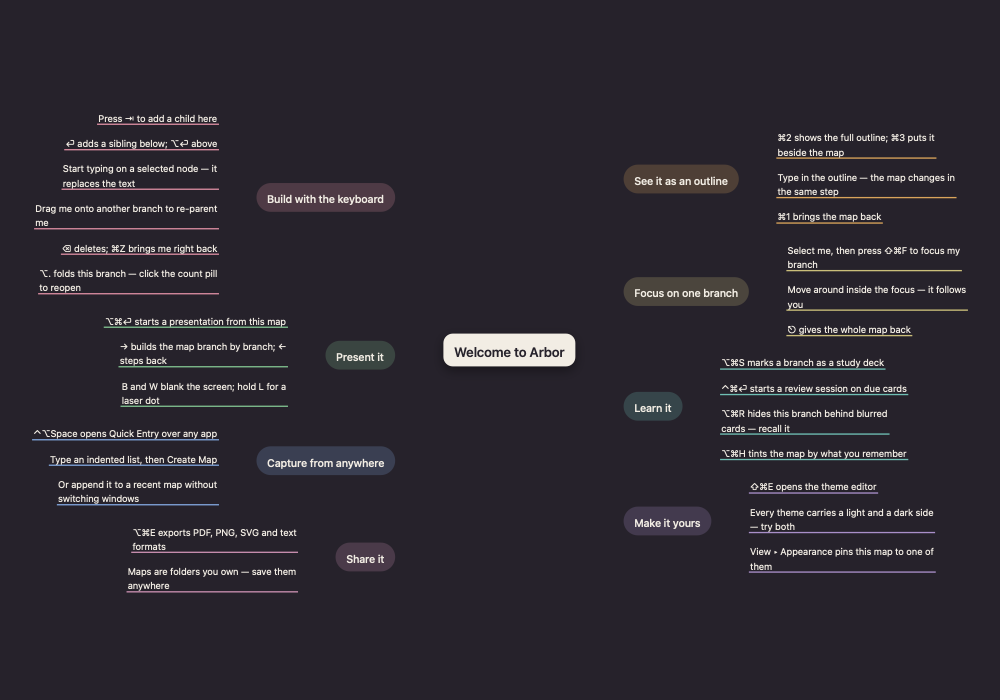 Welcome to Arbor
Build with the keyboard
Press ⇥ to add a child here
⏎ adds a sibling below; ⌥⏎ above
Start typing on a selected node — it
replaces the text
Drag me onto another branch to re-parent
me
⌫ deletes; ⌘Z brings me right back
⌥. folds this branch — click the count pill
to reopen
Present it
⌥⌘⏎ starts a presentation from this map
→ builds the map branch by branch; ←
steps back
B and W blank the screen; hold L for a
laser dot
Capture from anywhere
^⌥Space opens Quick Entry over any app
Type an indented list, then Create Map
Or append it to a recent map without
switching windows
Share it
⌥⌘E exports PDF, PNG, SVG and text
formats
Maps are folders you own — save them
anywhere
See it as an outline
⌘2 shows the full outline; ⌘3 puts it
beside the map
Type in the outline — the map changes in
the same step
⌘1 brings the map back
Focus on one branch
Select me, then press ⇧⌘F to focus my
branch
Move around inside the focus — it follows
you
⎋ gives the whole map back
Learn it
⌥⌘S marks a branch as a study deck
^⌘⏎ starts a review session on due cards
⌥⌘R hides this branch behind blurred
cards — recall it
⌥⌘H tints the map by what you remember
Make it yours
⇧⌘E opens the theme editor
Every theme carries a light and a dark side
— try both
View ▸ Appearance pins this map to one of
them